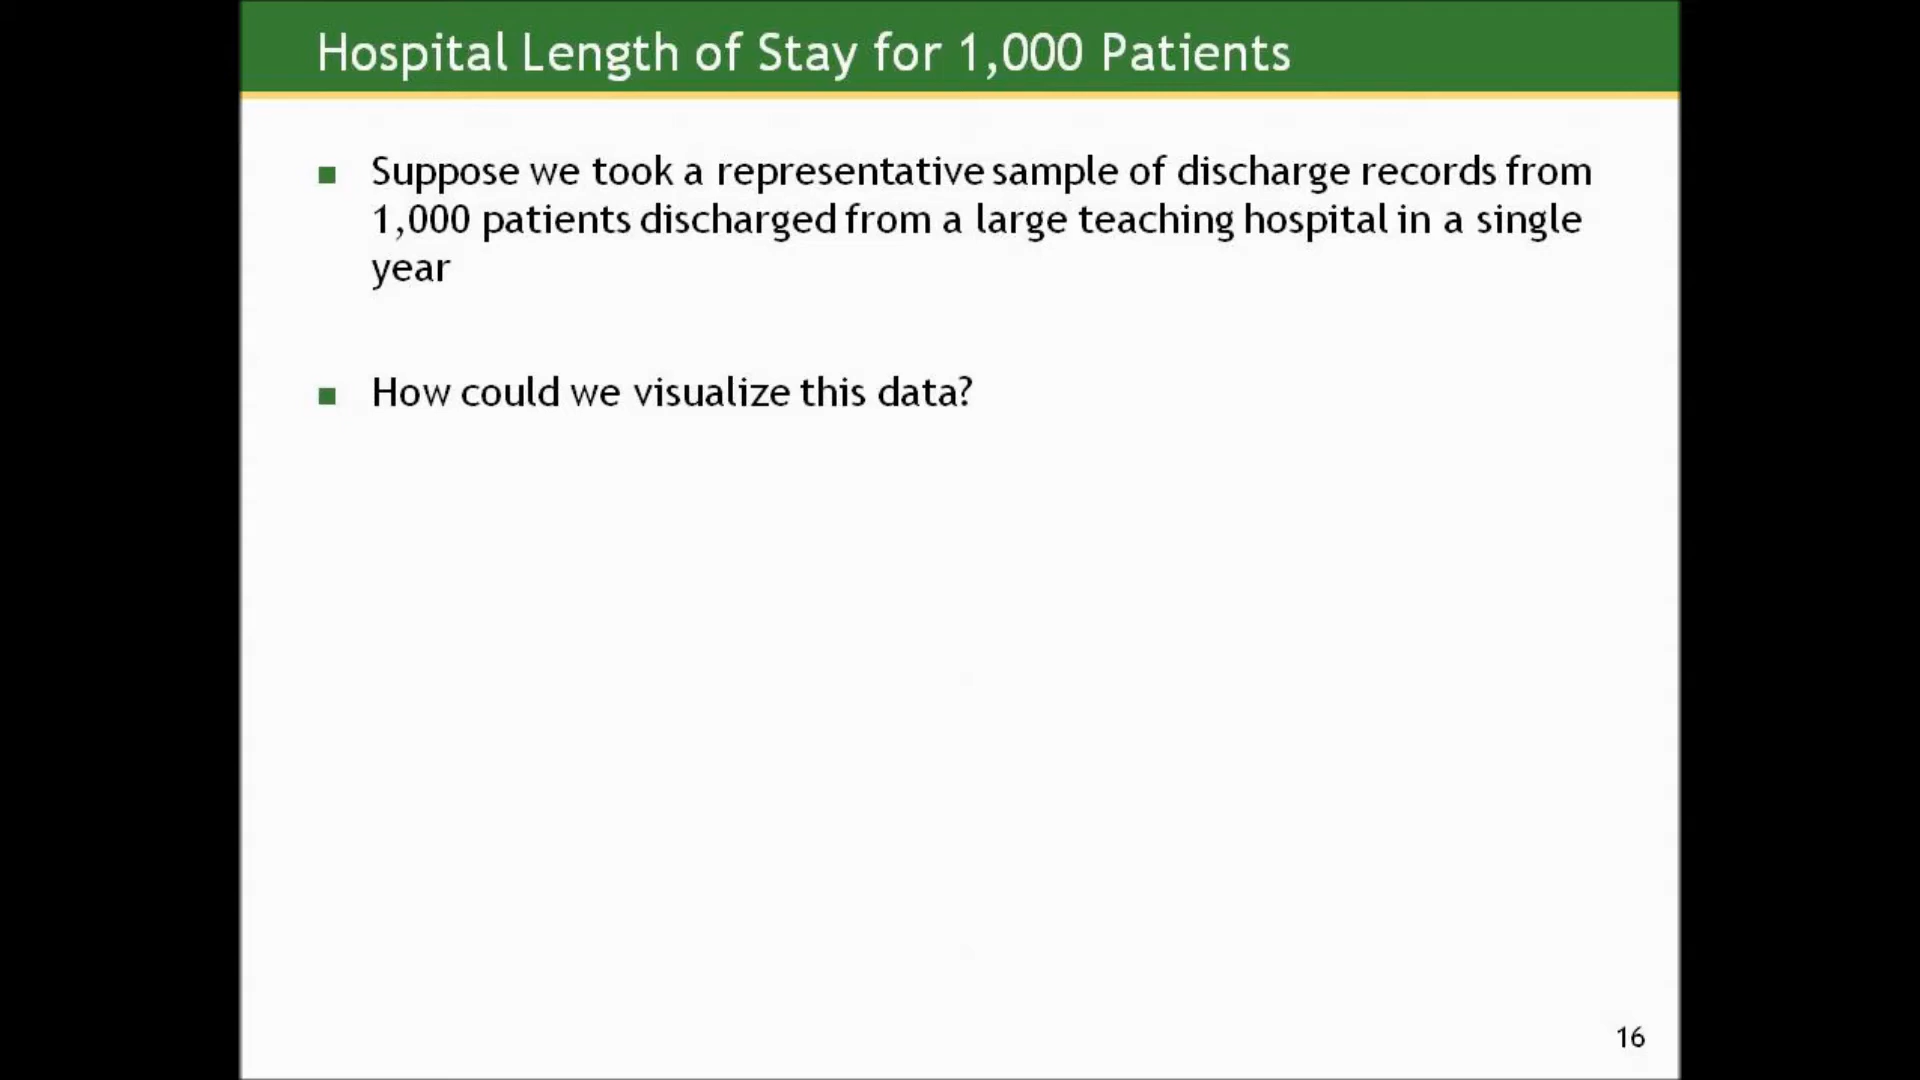 Hospital Length of Stay for 1,000 Patients
Suppose we took a representative sample of discharge records from
1,000 patients discharged from a large teaching hospital in a single
year
How could we visualize this data?
16